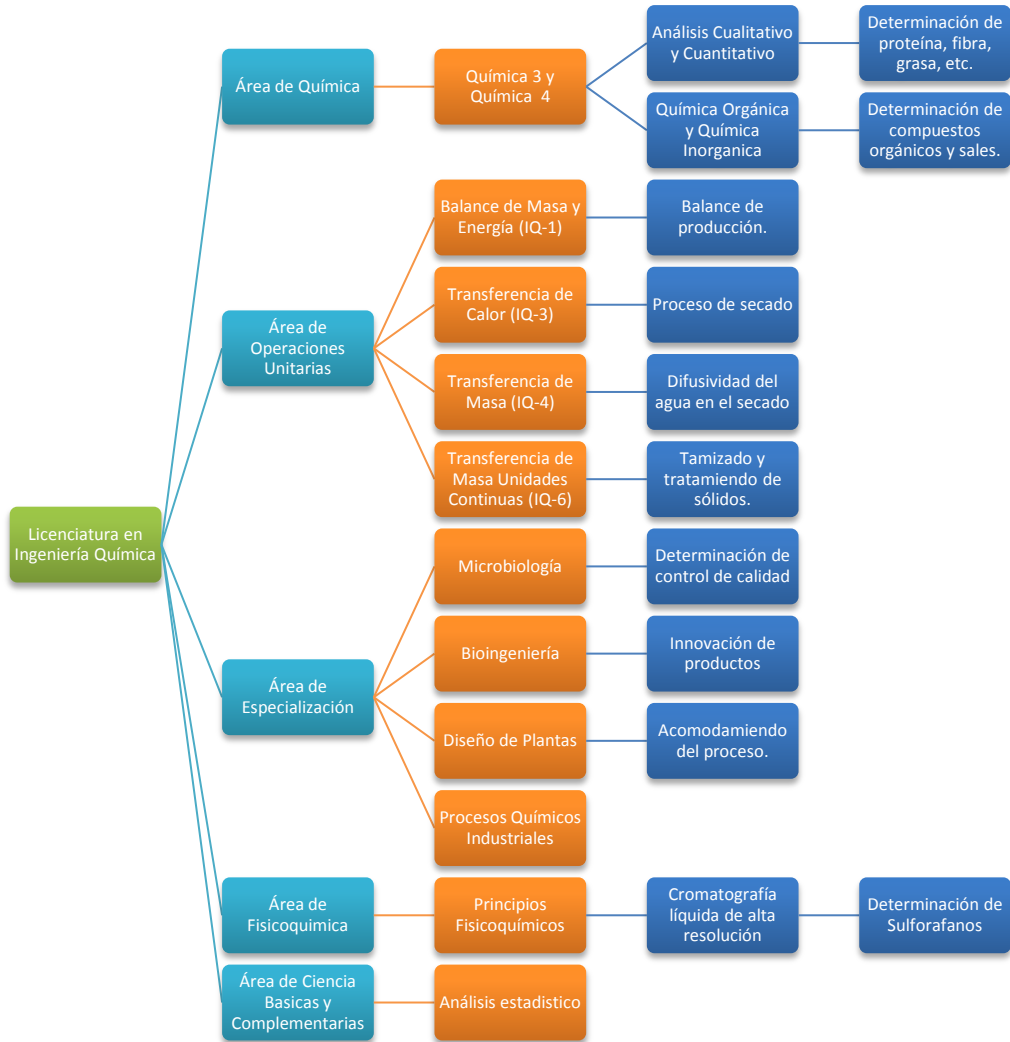 Licenciatura en
Ingeniería Química
Área de Química
Química 3 y
Química 4
Análisis Cualitativo
y Cuantitativo
Determinación de
proteína, fibra,
grasa, etc.
Química Orgánica
y Química
Inorganica
Determinación de
compuestos
orgánicos y sales.
Área de
Operaciones
Unitarias
Balance de Masa y
Energía (IQ-1)
Balance de
producción.
Transferencia de
Calor (IQ-3)
Proceso de secado
Transferencia de
Masa (IQ-4)
Difusividad del
agua en el secado
Transferencia de
Masa Unidades
Continuas (IQ-6)
Tamizado y
tratamiendo de
sólidos.
Área de
Especialización
Microbiología
Determinación de
control de calidad
Bioingeniería
Innovación de
productos
Diseño de Plantas
Acomodamiendo
del proceso.
Procesos Químicos
Industriales
Área de
Fisicoquimica
Principios
Fisicoquímicos
Cromatografía
líquida de alta
resolución
Determinación de
Sulforafanos
Área de Ciencia
Basicas y
Complementarias
Análisis estadistico